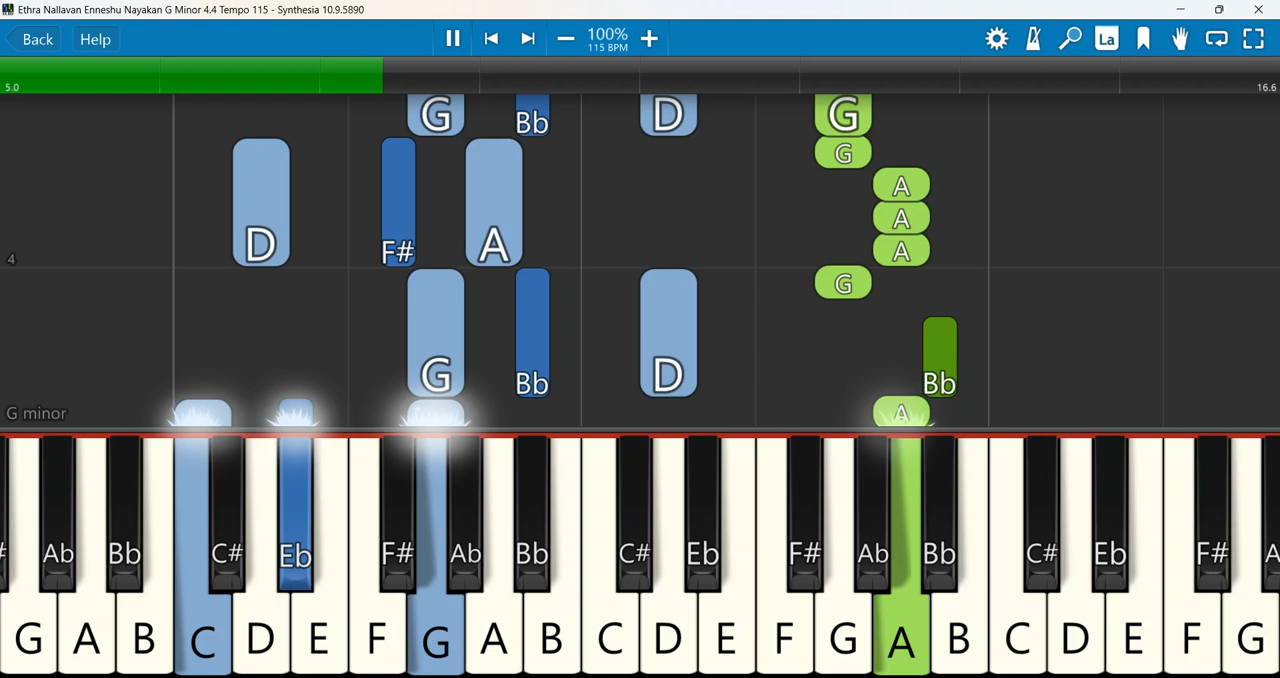 Ethra Nallavan Enneshu Nayakan G Minor 4.4 Tempo 115 - Synthesia 10.9.5890
Back Help 100% La
115 BPM
5.0 16.6
G Bb D G
G
A
D F# A A
4 A
G
G Bb D Bb
G minor A
Ab Bb C# Eb F# Ab Bb C# Eb F# Ab Bb C# Eb F#
G A B C D E F G A B C D E F G A B C D E F G